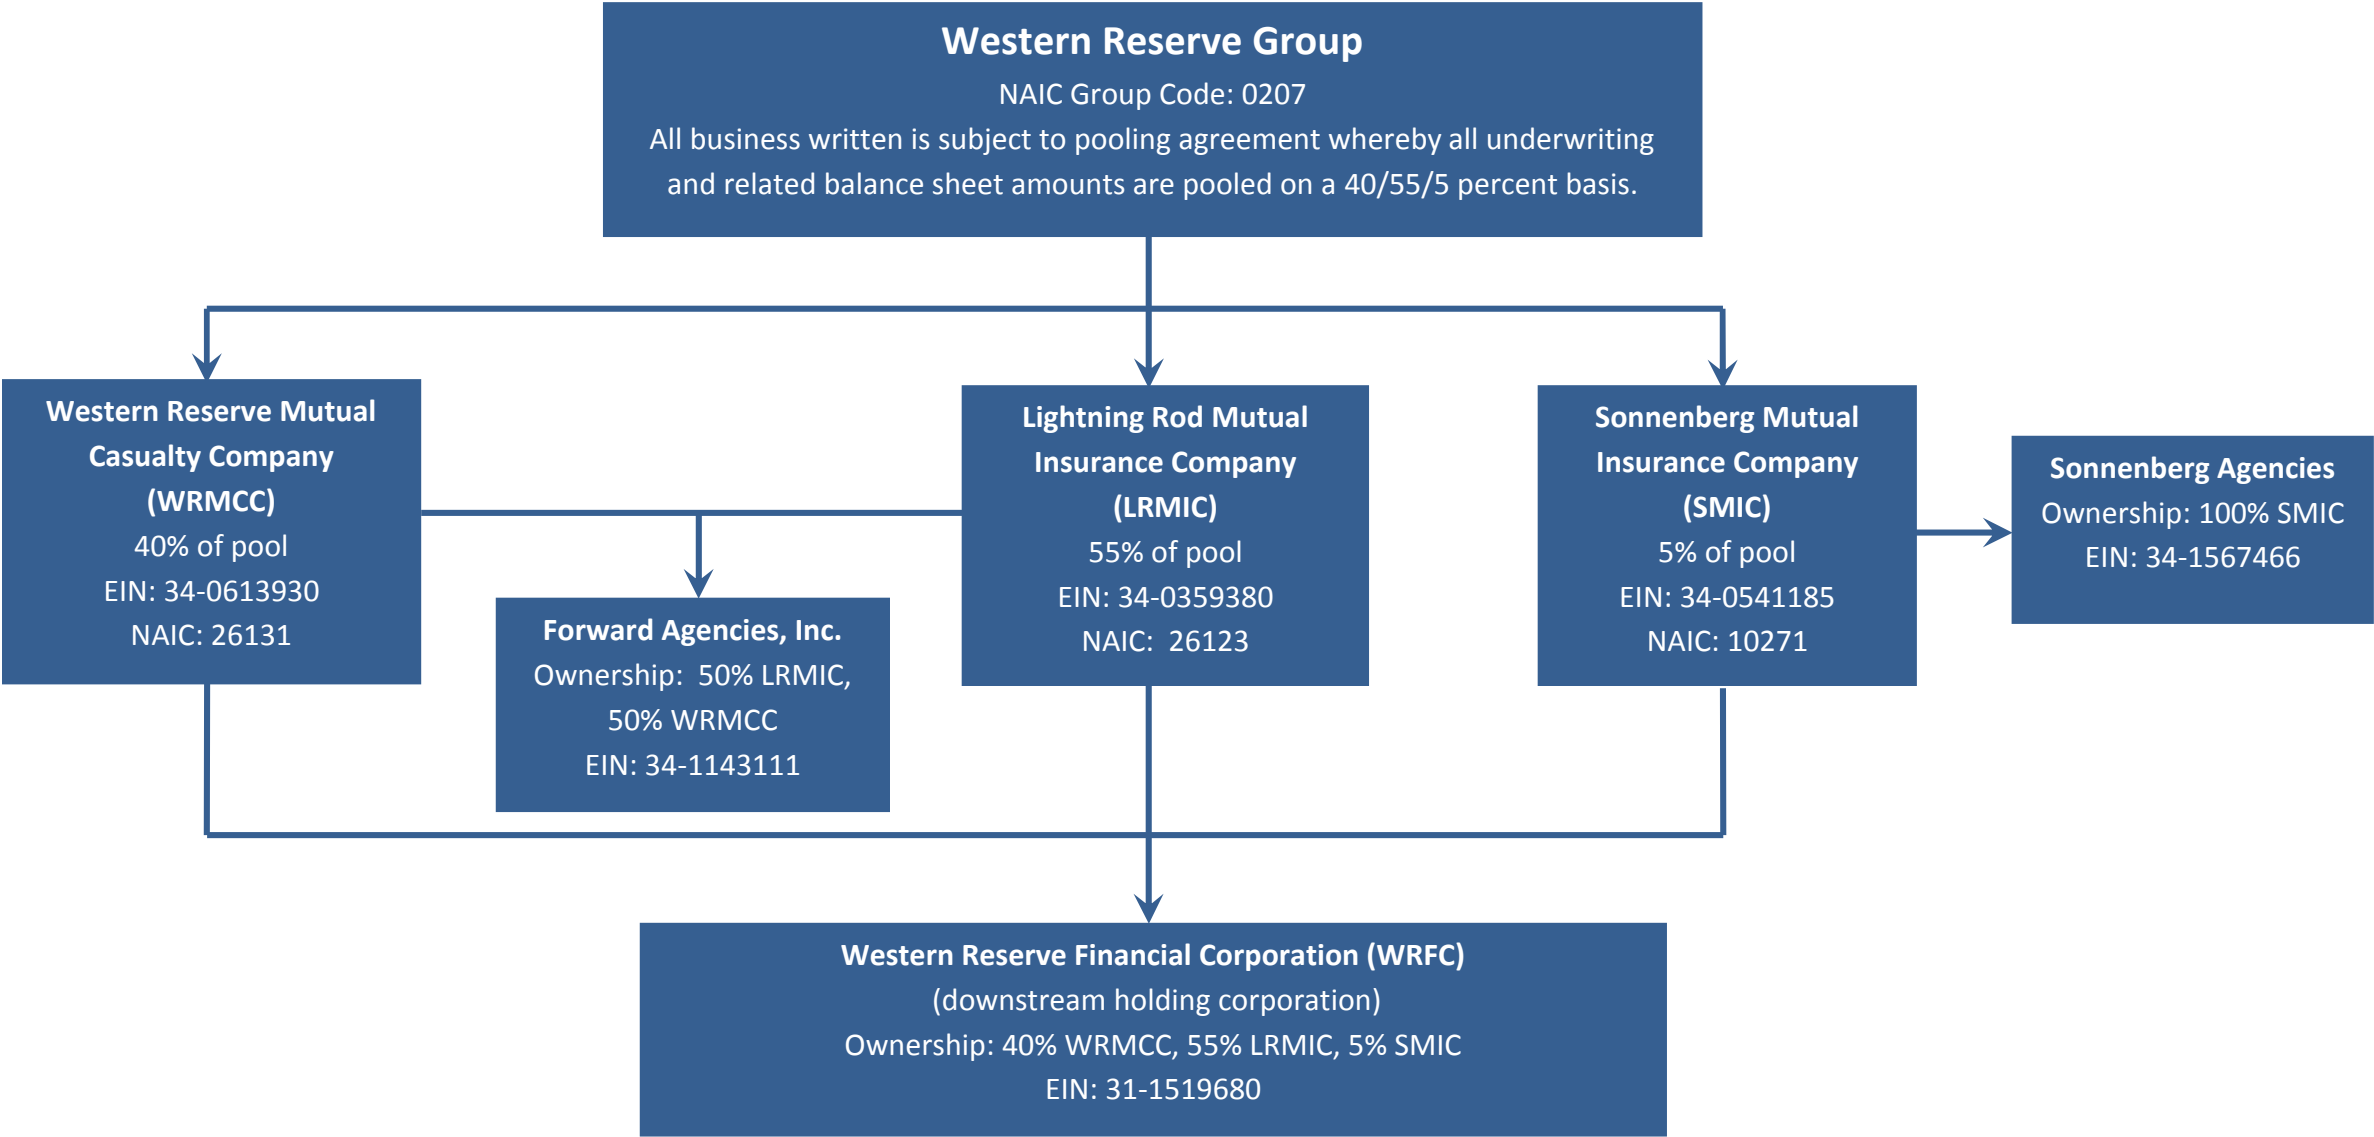 Western Reserve Group
NAIC Group Code: 0207
All business written is subject to pooling agreement whereby all underwriting
and related balance sheet amounts are pooled on a 40/55/5 percent basis.
Western Reserve Mutual
Casualty Company
(WRMCC)
40% of pool
EIN: 34-0613930
NAIC: 26131
Forward Agencies, Inc.
Ownership:  50% LRMIC,
50% WRMCC
EIN: 34-1143111
Lightning Rod Mutual
Insurance Company
(LRMIC)
55% of pool
EIN: 34-0359380
NAIC:  26123
Sonnenberg Mutual
Insurance Company
(SMIC)
5% of pool
EIN: 34-0541185
NAIC: 10271
Sonnenberg Agencies
Ownership: 100% SMIC
EIN: 34-1567466
Western Reserve Financial Corporation (WRFC)
(downstream holding corporation)
Ownership: 40% WRMCC, 55% LRMIC, 5% SMIC
EIN: 31-1519680